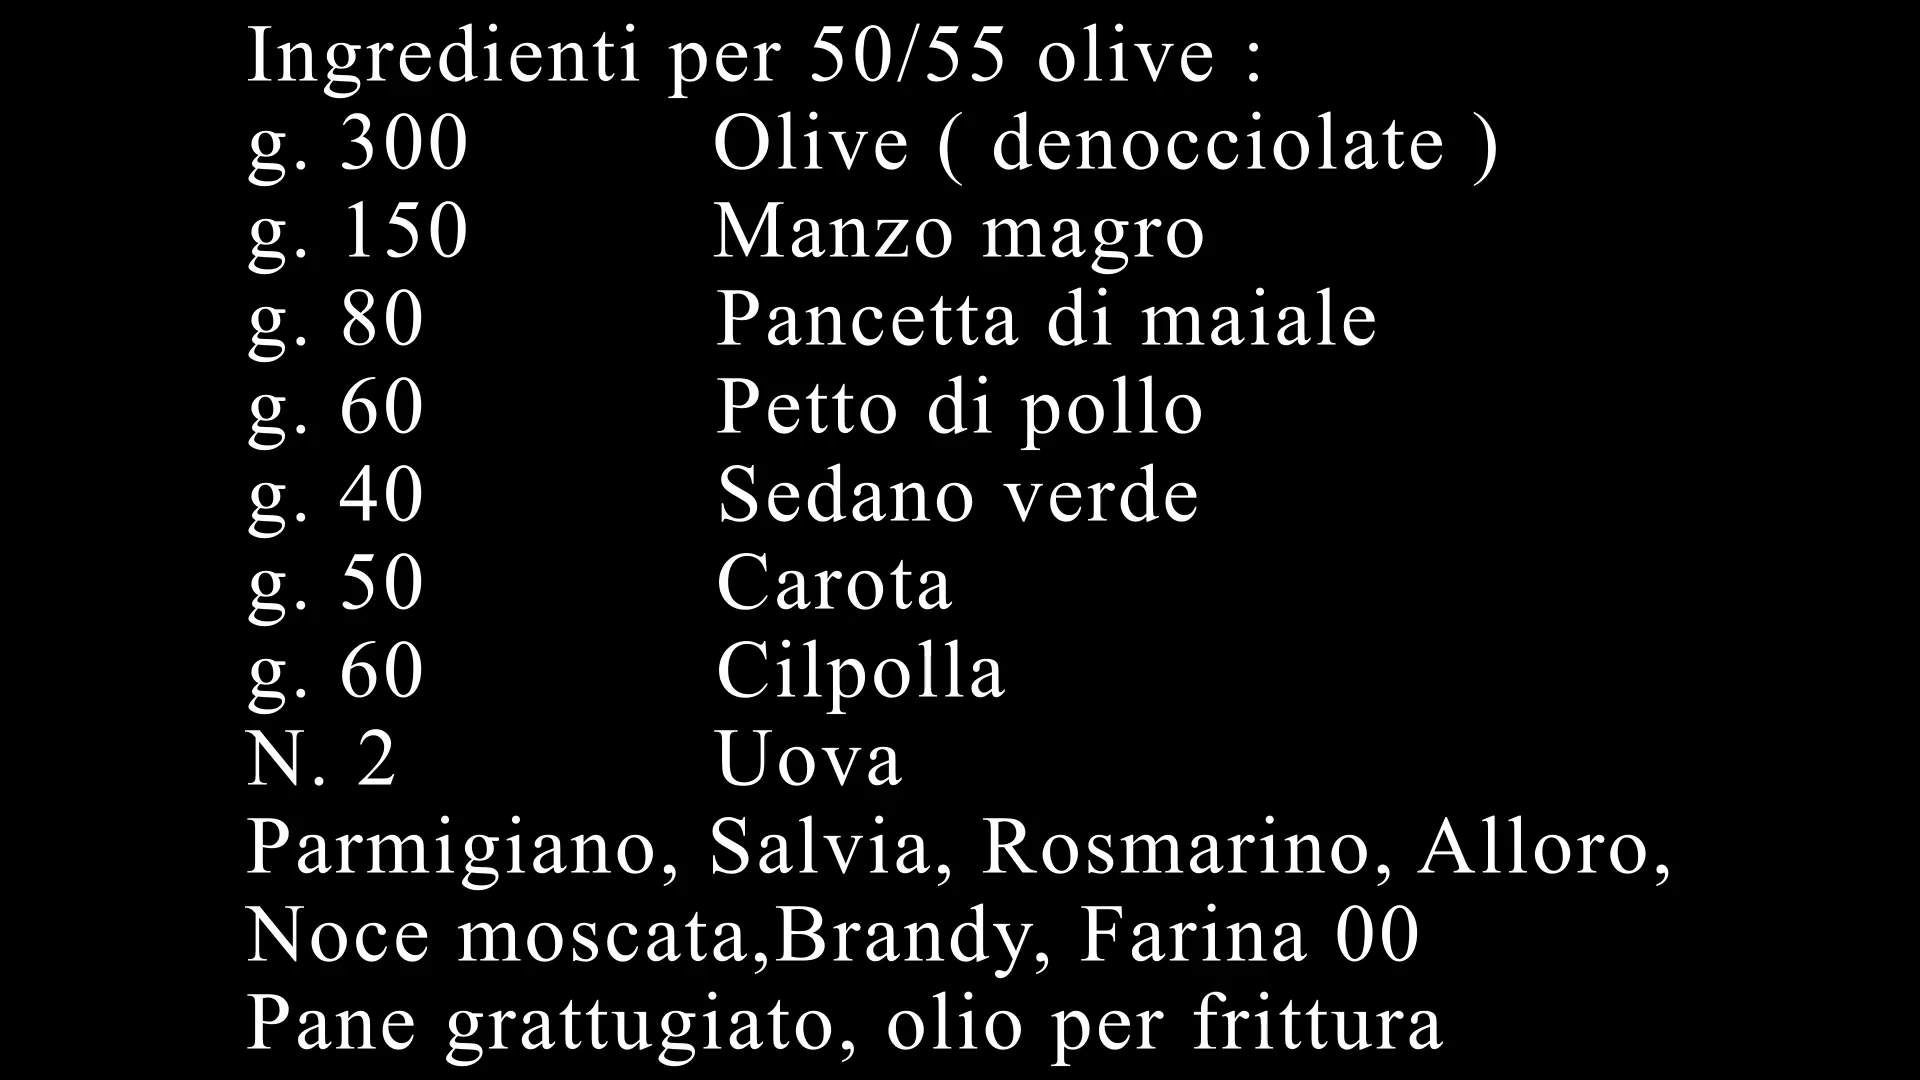 Ingredienti per 50/55 olive :
g. 300 Olive ( denocciolate )
g. 150 Manzo magro
g. 80 Pancetta di maiale
g. 60 Petto di pollo
g. 40 Sedano verde
g. 50 Carota
g. 60 Cilpolla
N. 2 Uova
Parmigiano, Salvia, Rosmarino, Alloro,
Noce moscata,Brandy, Farina 00
Pane grattugiato, olio per frittura